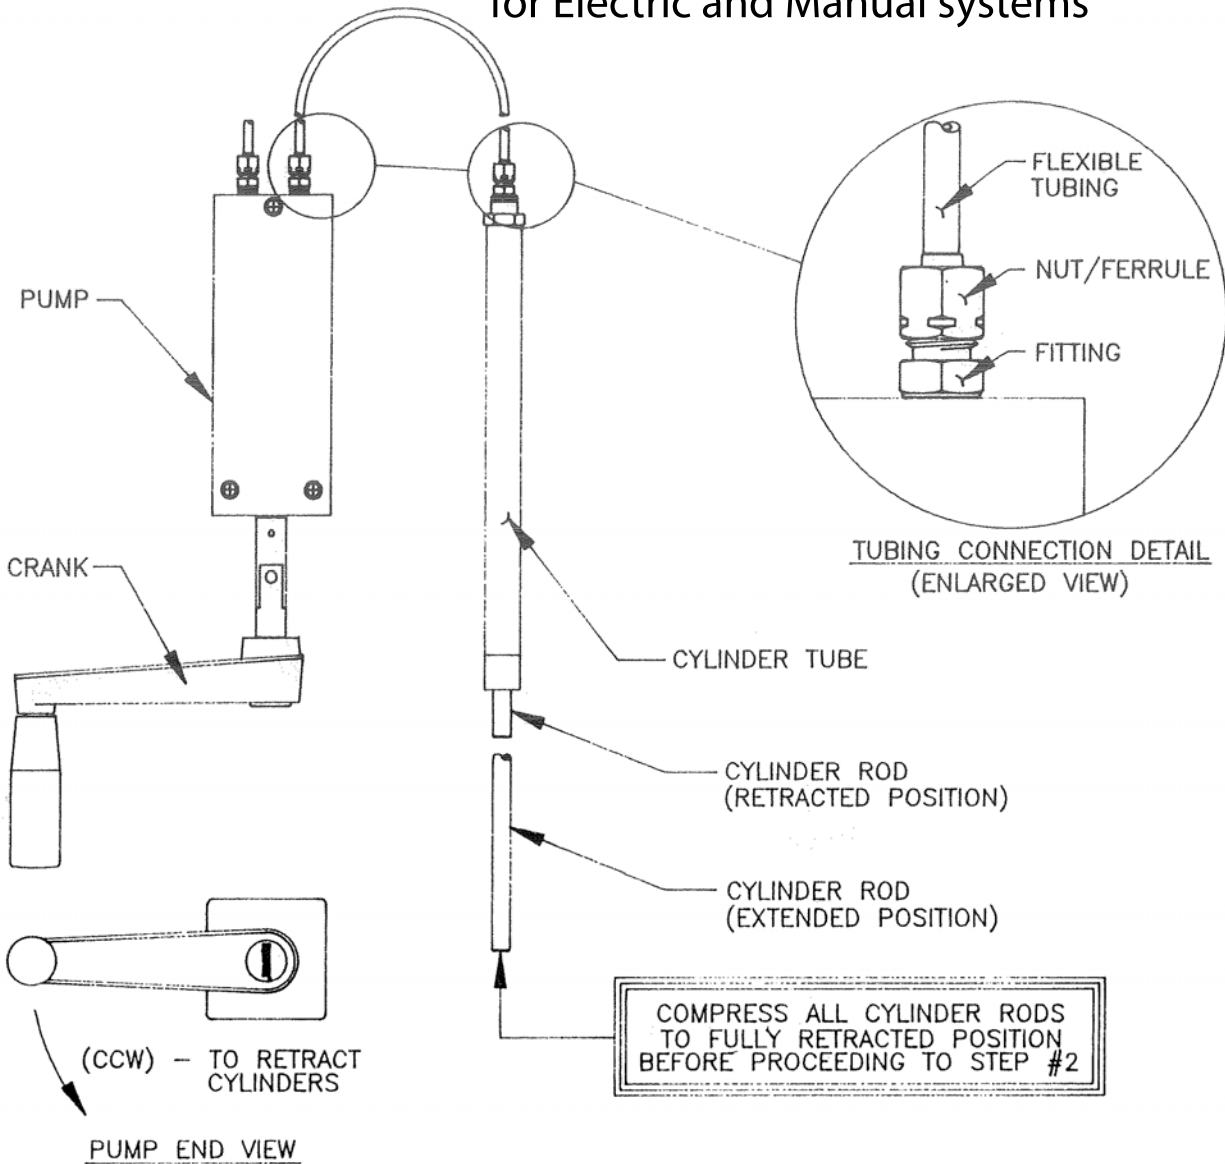 for Electric and Manual systems
FLEXIBLE
TUBING
NUT/FERRULE
FITTING
PUMP
TUBING CONNECTION DETAIL
(ENLARGED VIEW)
CRANK
CYLINDER TUBE
CYLINDER ROD
(RETRACTED POSITION)
CYLINDER ROD
(EXTENDED POSITION)
COMPRESS ALL CYLINDER RODS
TO FULLY RETRACTED POSITION
BEFORE PROCEEDING TO STEP #2
(CCW) – TO RETRACT
CYLINDERS
PUMP END VIEW